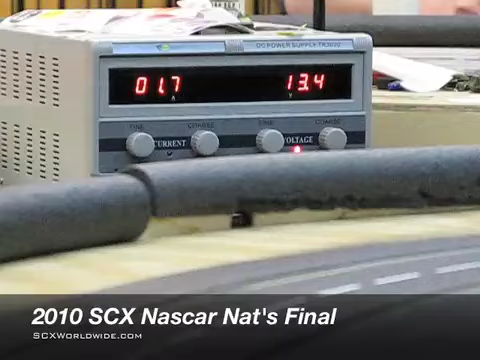 DC POWER SUPPLY
01.7
13.4
A
V
FINE
COARSE
FINE
COARSE
CURRENT
VOLTAGE
2010 SCX Nascar Nat's Final
SCXWORLDWIDE.COM